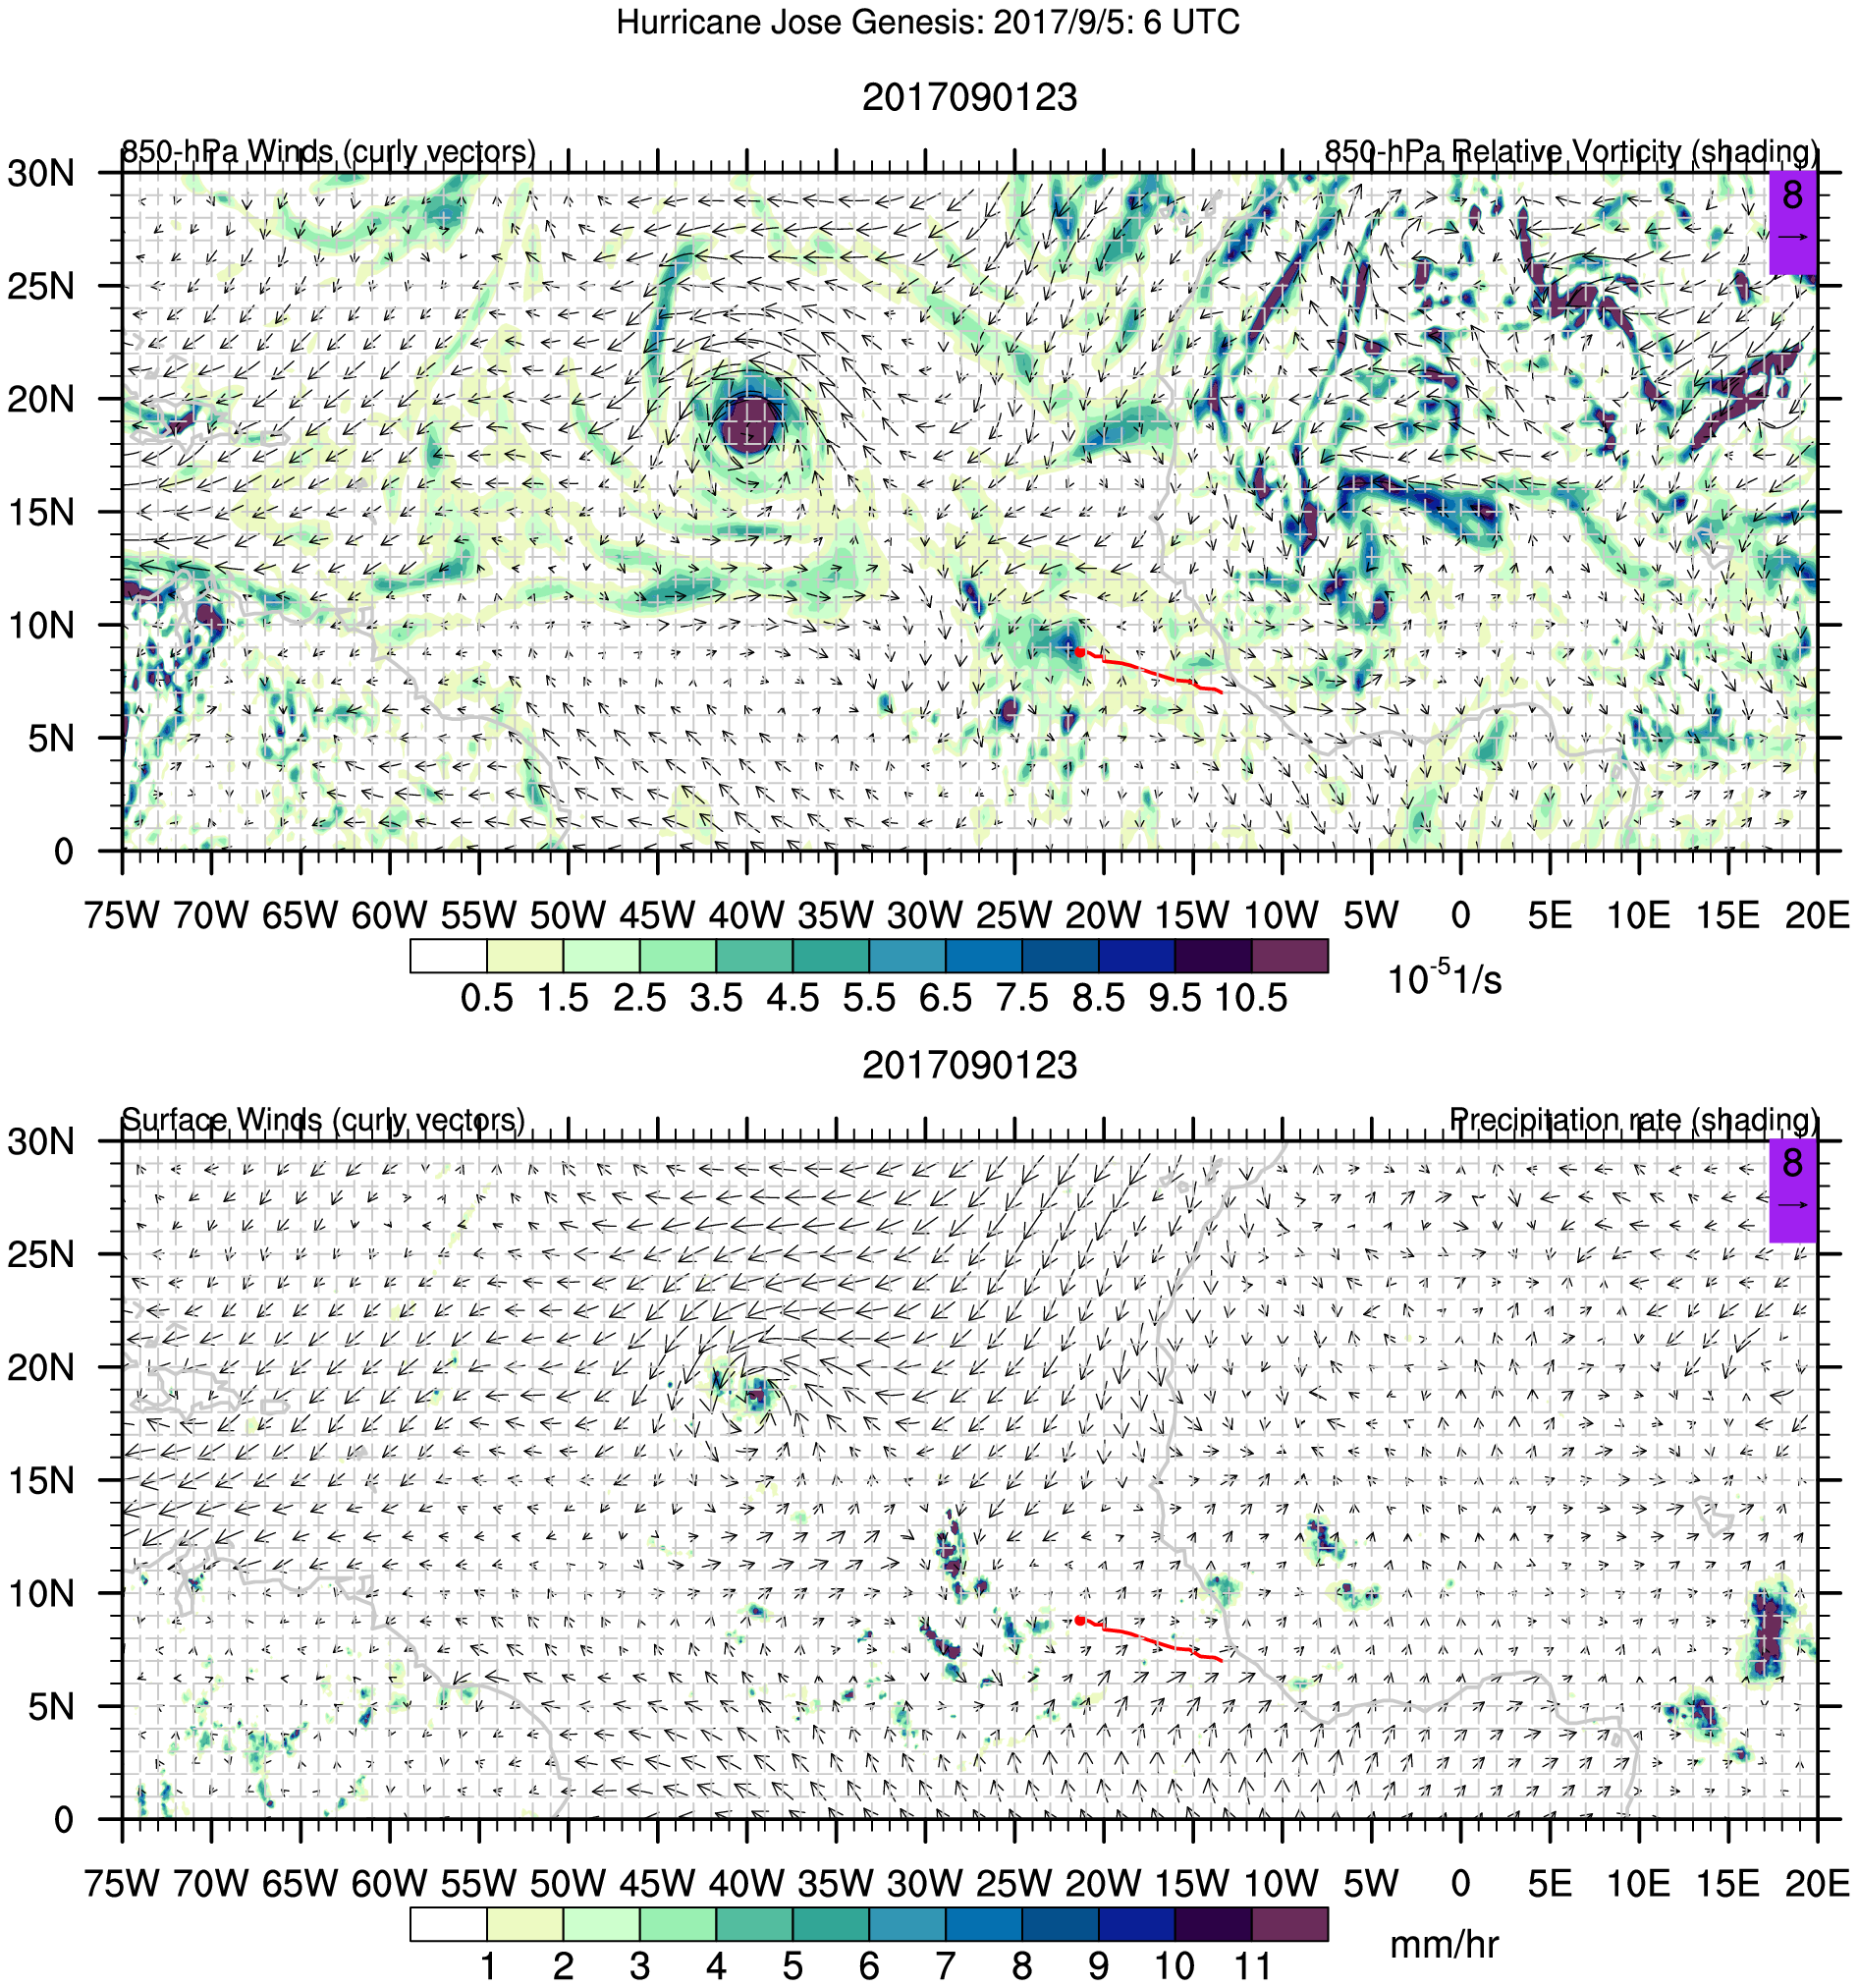 Hurricane Jose Genesis: 2017/9/5: 6 UTC
2017090123
850-hPa Winds (curly vectors) 850-hPa Relative Vorticity (shading)
8
30N
25N
20N
15N
10N
5N
0
75W 70W 65W 60W 55W 50W 45W 40W 35W 30W 25W 20W 15W 10W 5W 0 5E 10E 15E 20E
0.5 1.5 2.5 3.5 4.5 5.5 6.5 7.5 8.5 9.5 10.5
10⁻⁵1/s
2017090123
Surface Winds (curly vectors) Precipitation rate (shading)
8
30N
25N
20N
15N
10N
5N
0
75W 70W 65W 60W 55W 50W 45W 40W 35W 30W 25W 20W 15W 10W 5W 0 5E 10E 15E 20E
1 2 3 4 5 6 7 8 9 10 11
mm/hr